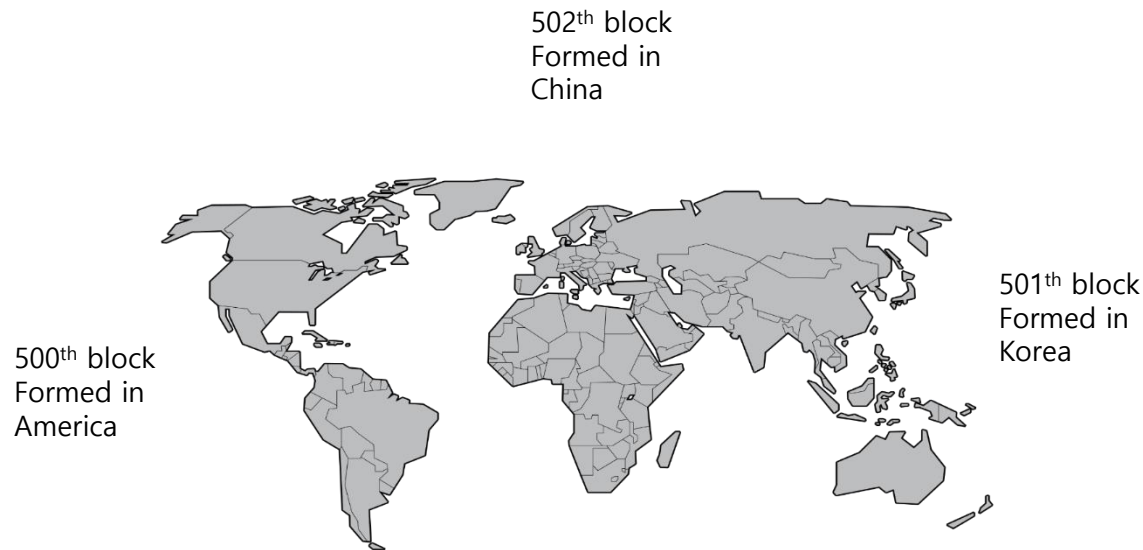 502th block
Formed in
China
501th block
Formed in
Korea
500th block
Formed in
America